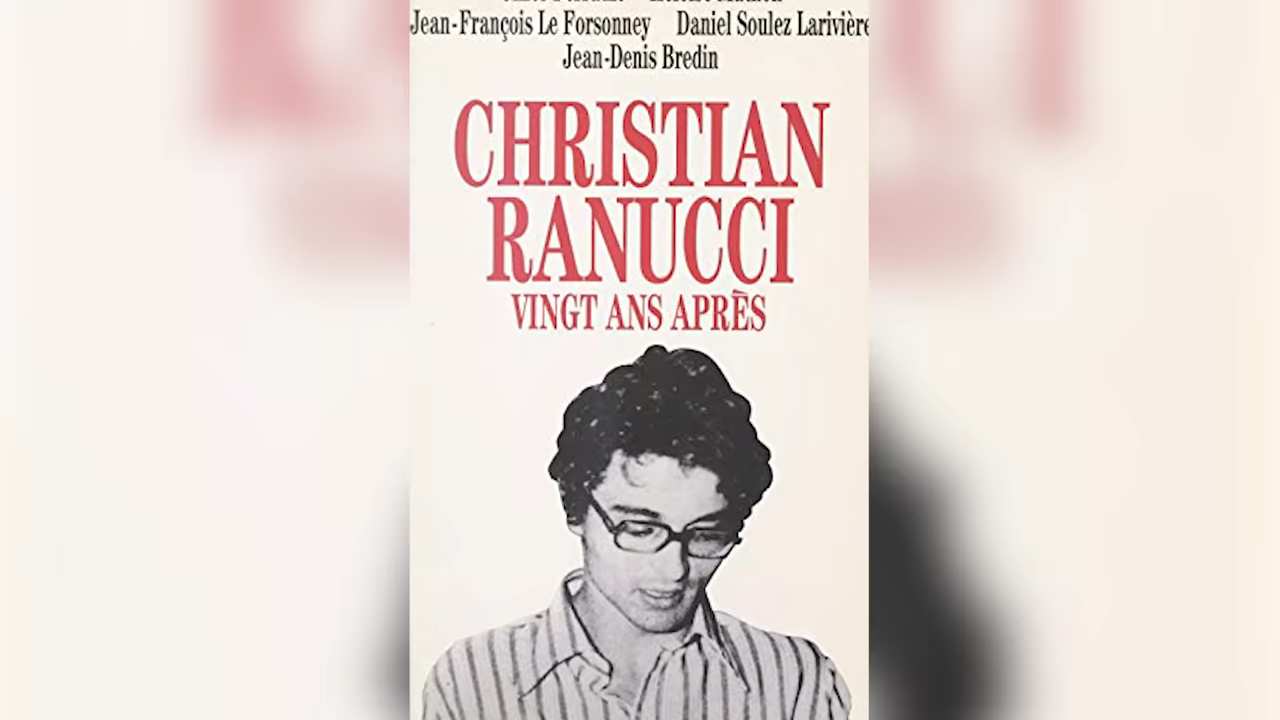 Jean-François Le Forsonney Daniel Soulez Larivière
Jean-Denis Bredin
CHRISTIAN
RANUCCI
VINGT ANS APRÈS